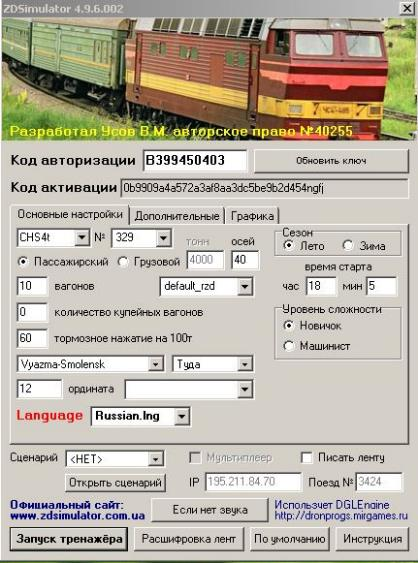 ZDSimulator 4.9.6.002
Разработал Усов В.М. авторское право №40255
Код авторизации B399450403 Обновить ключ
Код активации 0b9909a4a572a3af8aa3dc5be9b2d454ngfj
Основные настройки Дополнительные Графика
CHS4t № 329 тонн осей
4000 40
Пассажирский Грузовой
10 вагонов default_rzd
0 количество купейных вагонов
60 тормозное нажатие на 100т
Vyazma-Smolensk Туда
12 ордината
Language Russian.lng
Сезон
Лето Зима
время старта
час 18 мин 5
Уровень сложности
Новичок
Машинист
Сценарий <НЕТ> Мультиплеер Писать ленту
Открыть сценарий IP 195.211.84.70 Поезд № 3424
Официальный сайт:
www.zdsimulator.com.ua
Если нет звука
Использует DGLEngine
http://dronprogs.mirgames.ru
Запуск тренажёра Расшифровка лент По умолчанию Инструкция